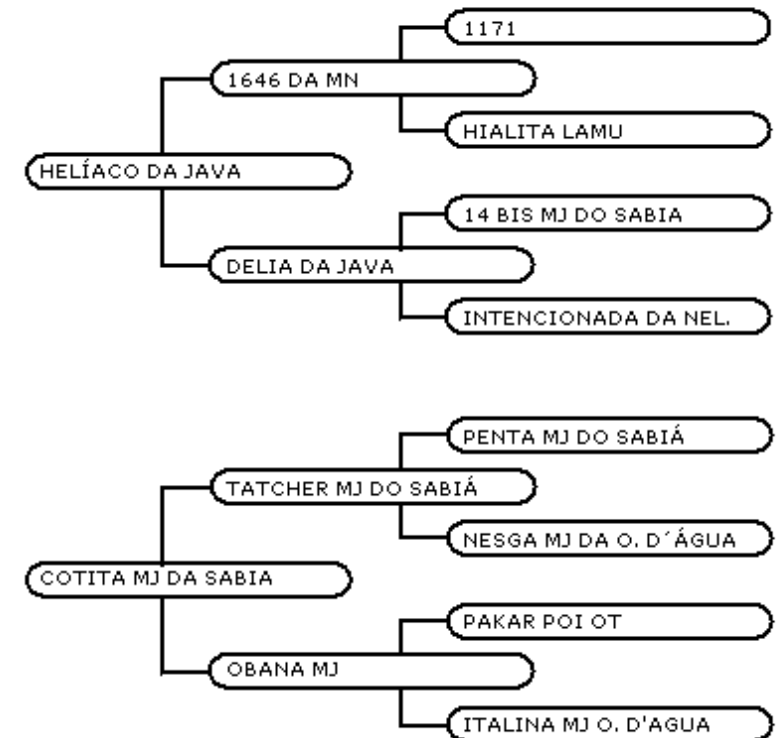 1171
1646 DA MN
HIALITA LAMU
HELÍACO DA JAVA
14 BIS MJ DO SABIA
DELIA DA JAVA
INTENCIONADA DA NEL.
PENTA MJ DO SABIÁ
TATCHER MJ DO SABIÁ
NESGA MJ DA O. D´ÁGUA
COTITA MJ DA SABIA
PAKAR POI OT
OBANA MJ
ITALINA MJ O. D'AGUA